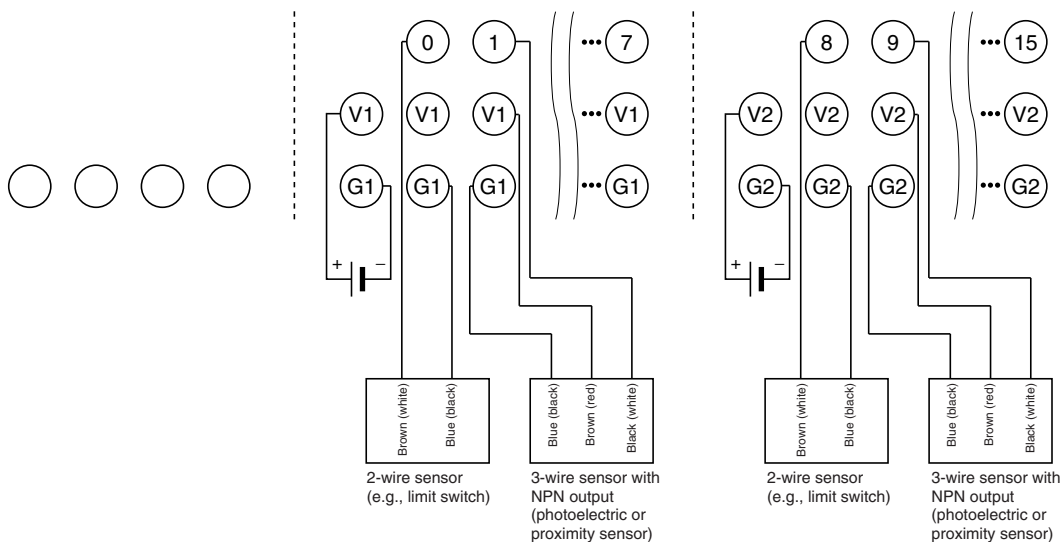 0 1 ••• 7
8 9 ••• 15
V1 V1 V1 ••• V1
V2 V2 V2 ••• V2
G1 G1 G1 ••• G1
G2 G2 G2 ••• G2
+ −
+ −
Brown (white)
Blue (black)
Blue (black)
Brown (red)
Black (white)
Brown (white)
Blue (black)
Blue (black)
Brown (red)
Black (white)
2-wire sensor
(e.g., limit switch)
3-wire sensor with
NPN output
(photoelectric or
proximity sensor)
2-wire sensor
(e.g., limit switch)
3-wire sensor with
NPN output
(photoelectric or
proximity sensor)